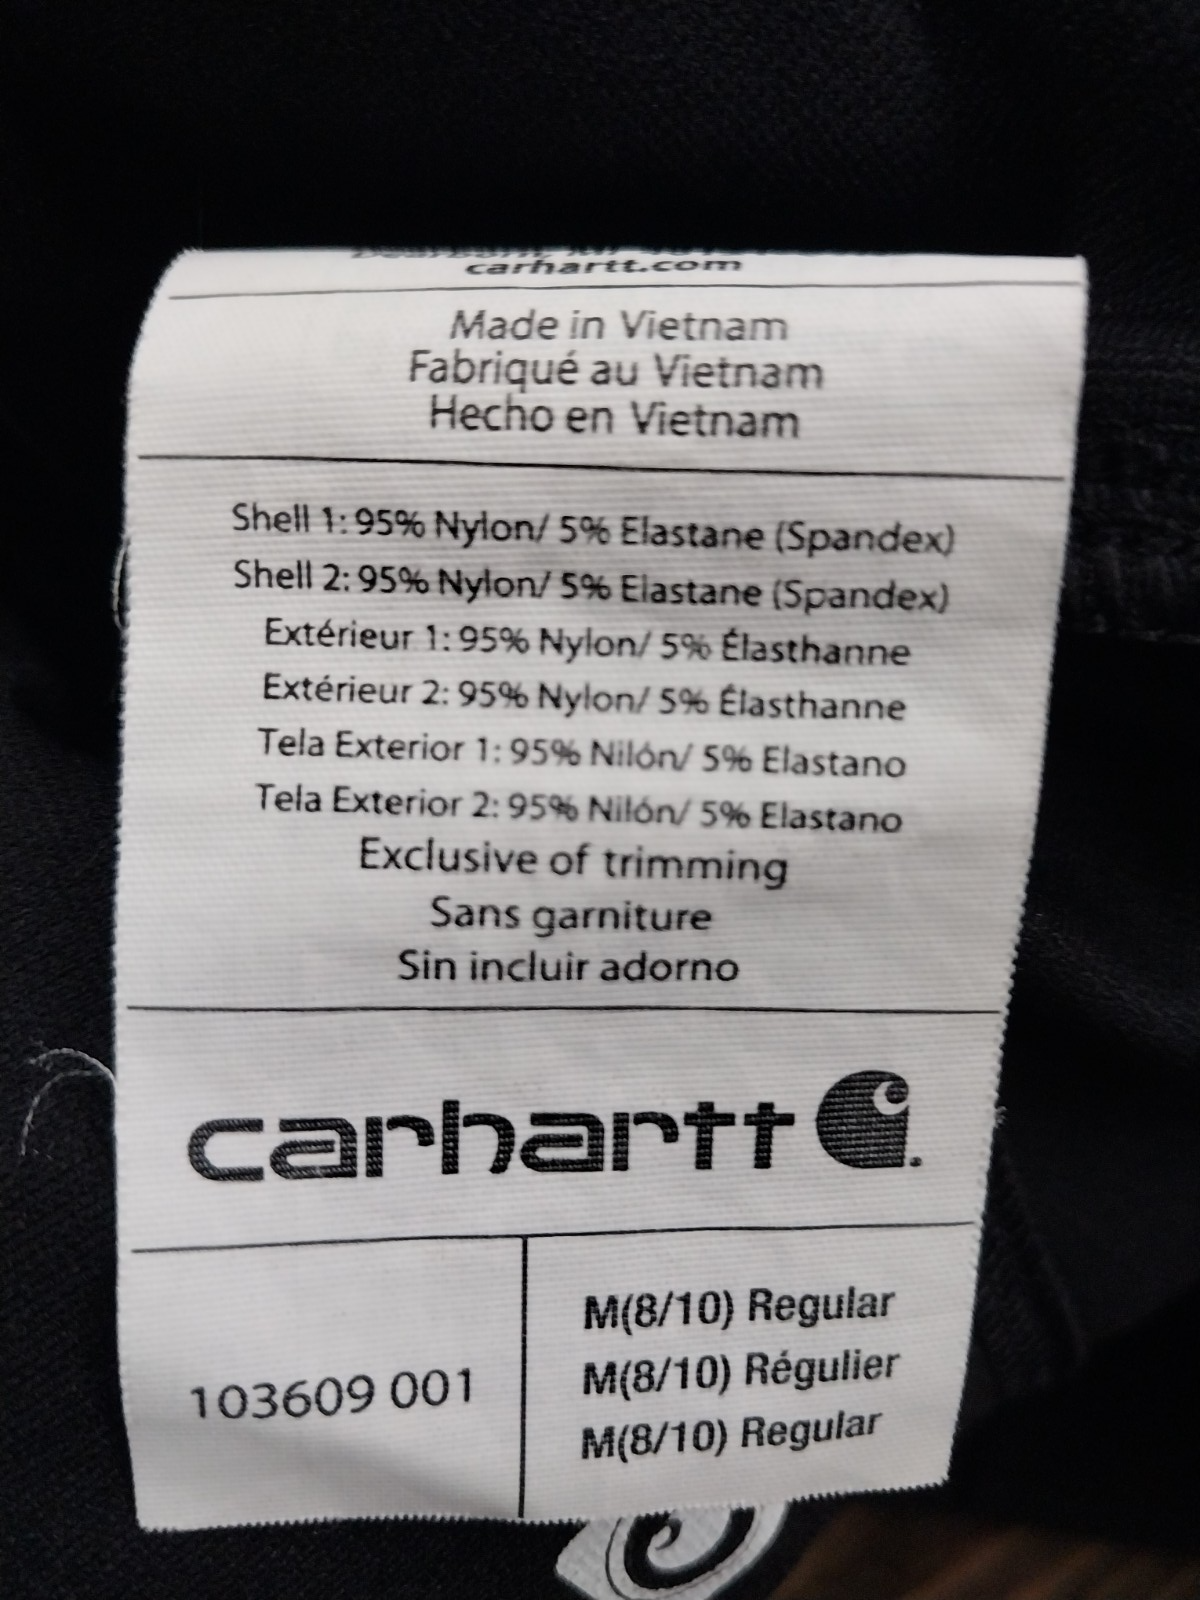 carhartt.com
Made in Vietnam
Fabriqué au Vietnam
Hecho en Vietnam
Shell 1: 95% Nylon/ 5% Elastane (Spandex)
Shell 2: 95% Nylon/ 5% Elastane (Spandex)
Extérieur 1: 95% Nylon/ 5% Élasthanne
Extérieur 2: 95% Nylon/ 5% Élasthanne
Tela Exterior 1: 95% Nilón/ 5% Elastano
Tela Exterior 2: 95% Nilón/ 5% Elastano
Exclusive of trimming
Sans garniture
Sin incluir adorno
carhartt
103609 001
M(8/10) Regular
M(8/10) Régulier
M(8/10) Regular